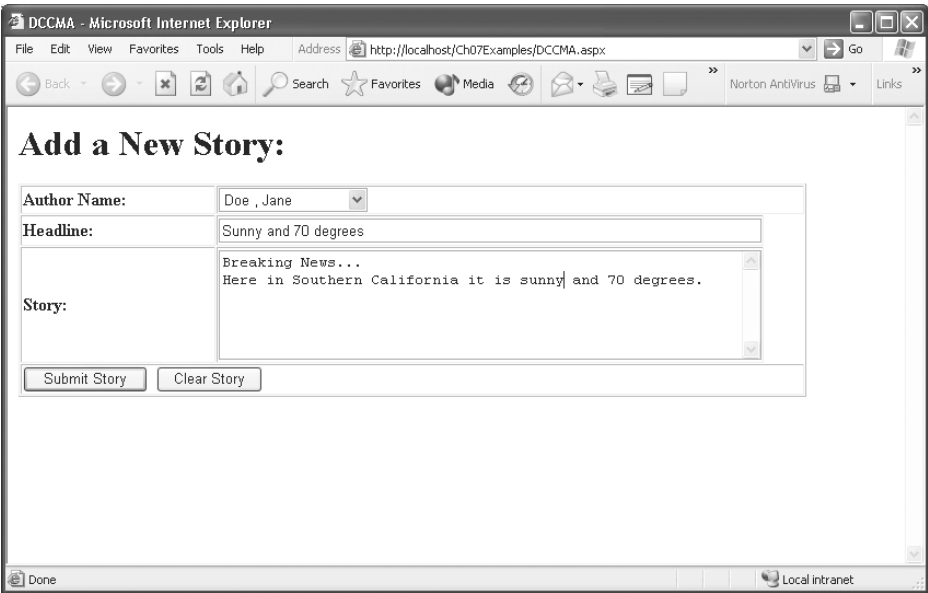 DCCMA - Microsoft Internet Explorer
File Edit View Favorites Tools Help Address http://localhost/Ch07Examples/DCCMA.aspx Go
Back Search Favorites Media » Norton AntiVirus Links »
Add a New Story:
Author Name: Doe , Jane
Headline: Sunny and 70 degrees
Breaking News...
Here in Southern California it is sunny and 70 degrees.
Story:
Submit Story Clear Story
Done Local intranet